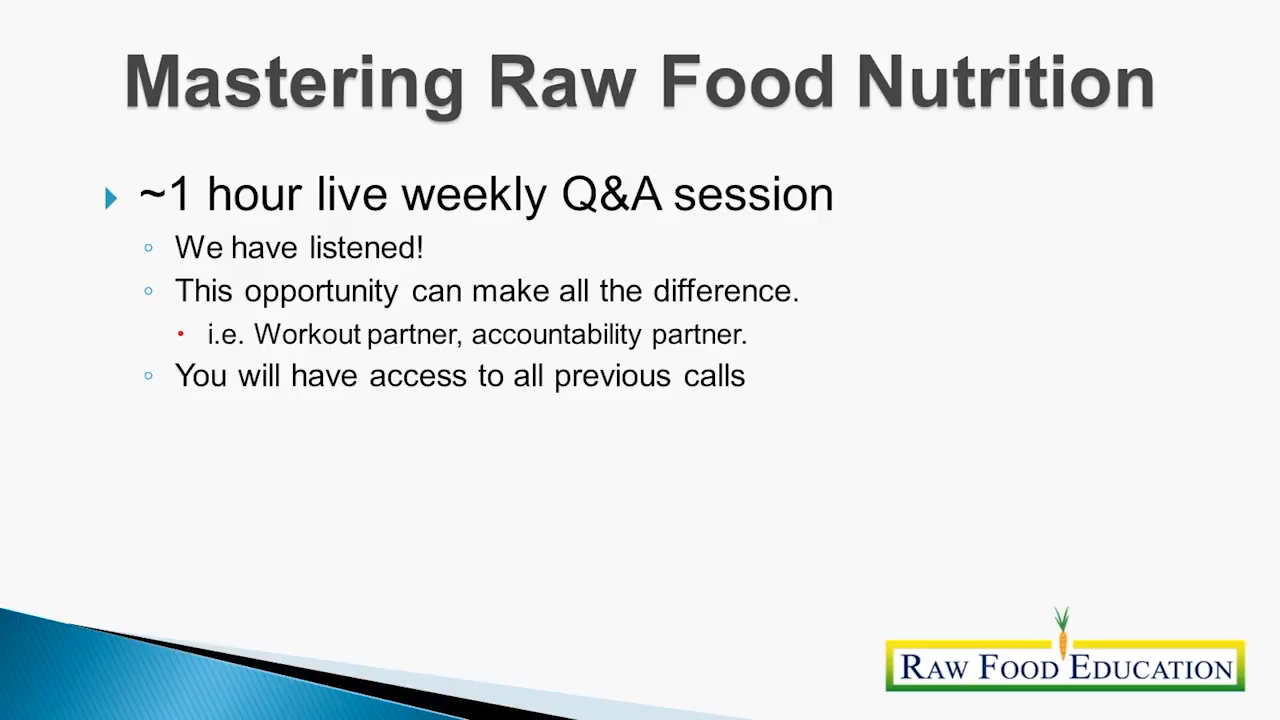 Mastering Raw Food Nutrition
~1 hour live weekly Q&A session
We have listened!
This opportunity can make all the difference.
i.e. Workout partner, accountability partner.
You will have access to all previous calls
RAW FOOD EDUCATION